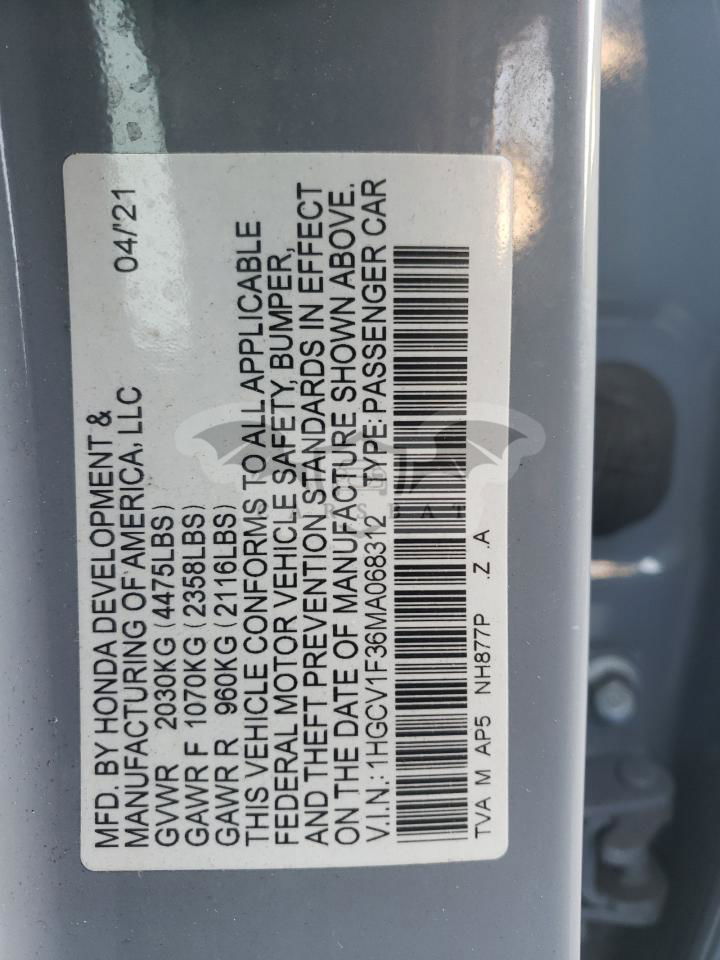 MFD. BY HONDA DEVELOPMENT &
MANUFACTURING OF AMERICA, LLC 04/'21
GVWR 2030KG (4475LBS)
GAWR F 1070KG (2358LBS)
GAWR R 960KG (2116LBS)
THIS VEHICLE CONFORMS TO ALL APPLICABLE
FEDERAL MOTOR VEHICLE SAFETY, BUMPER,
AND THEFT PREVENTION STANDARDS IN EFFECT
ON THE DATE OF MANUFACTURE SHOWN ABOVE.
V.I.N.: 1HGCV1F36MA068312 TYPE: PASSENGER CAR
TVA M AP5 NH877P .Z .A
CARSBAT